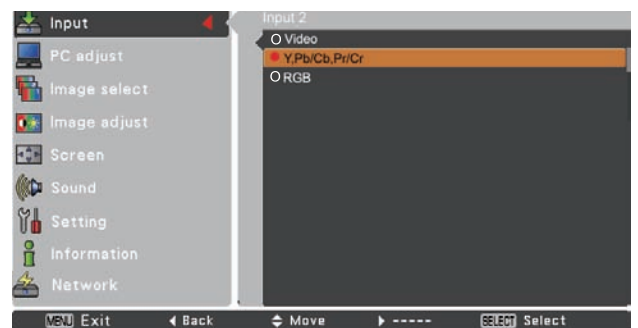 Input
PC adjust
Image select
Image adjust
Screen
Sound
Setting
Information
Network
Input 2
Video
Y,Pb/Cb,Pr/Cr
RGB
MENU Exit Back Move ----- SELECT Select